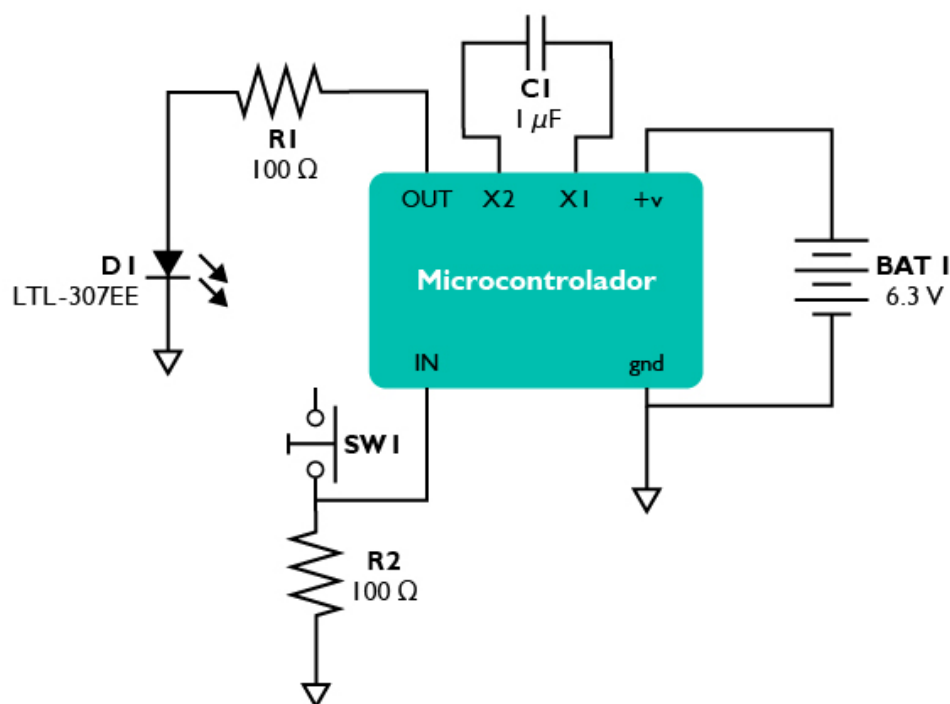 C1
1 µF
R1
100 Ω
OUT X2 X1 +v
D1
LTL-307EE
Microcontrolador
BAT 1
6.3 V
IN gnd
SW1
R2
100 Ω